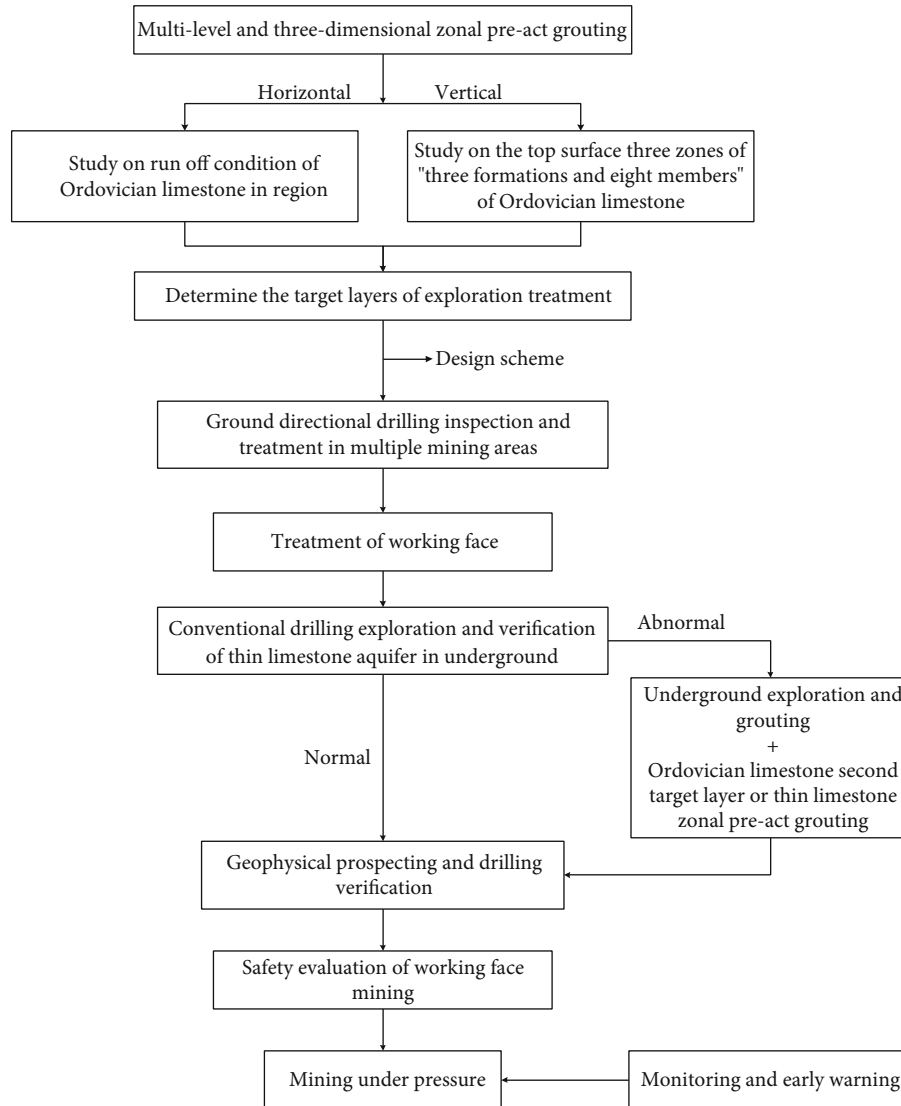 Multi-level and three-dimensional zonal pre-act grouting
Horizontal
Vertical
Study on run off condition of
Ordovician limestone in region
Study on the top surface three zones of
"three formations and eight members"
of Ordovician limestone
Determine the target layers of exploration treatment
Design scheme
Ground directional drilling inspection and
treatment in multiple mining areas
Treatment of working face
Conventional drilling exploration and verification
of thin limestone aquifer in underground
Abnormal
Normal
Underground exploration and
grouting
+
Ordovician limestone second
target layer or thin limestone
zonal pre-act grouting
Geophysical prospecting and drilling
verification
Safety evaluation of working face
mining
Mining under pressure
Monitoring and early warning